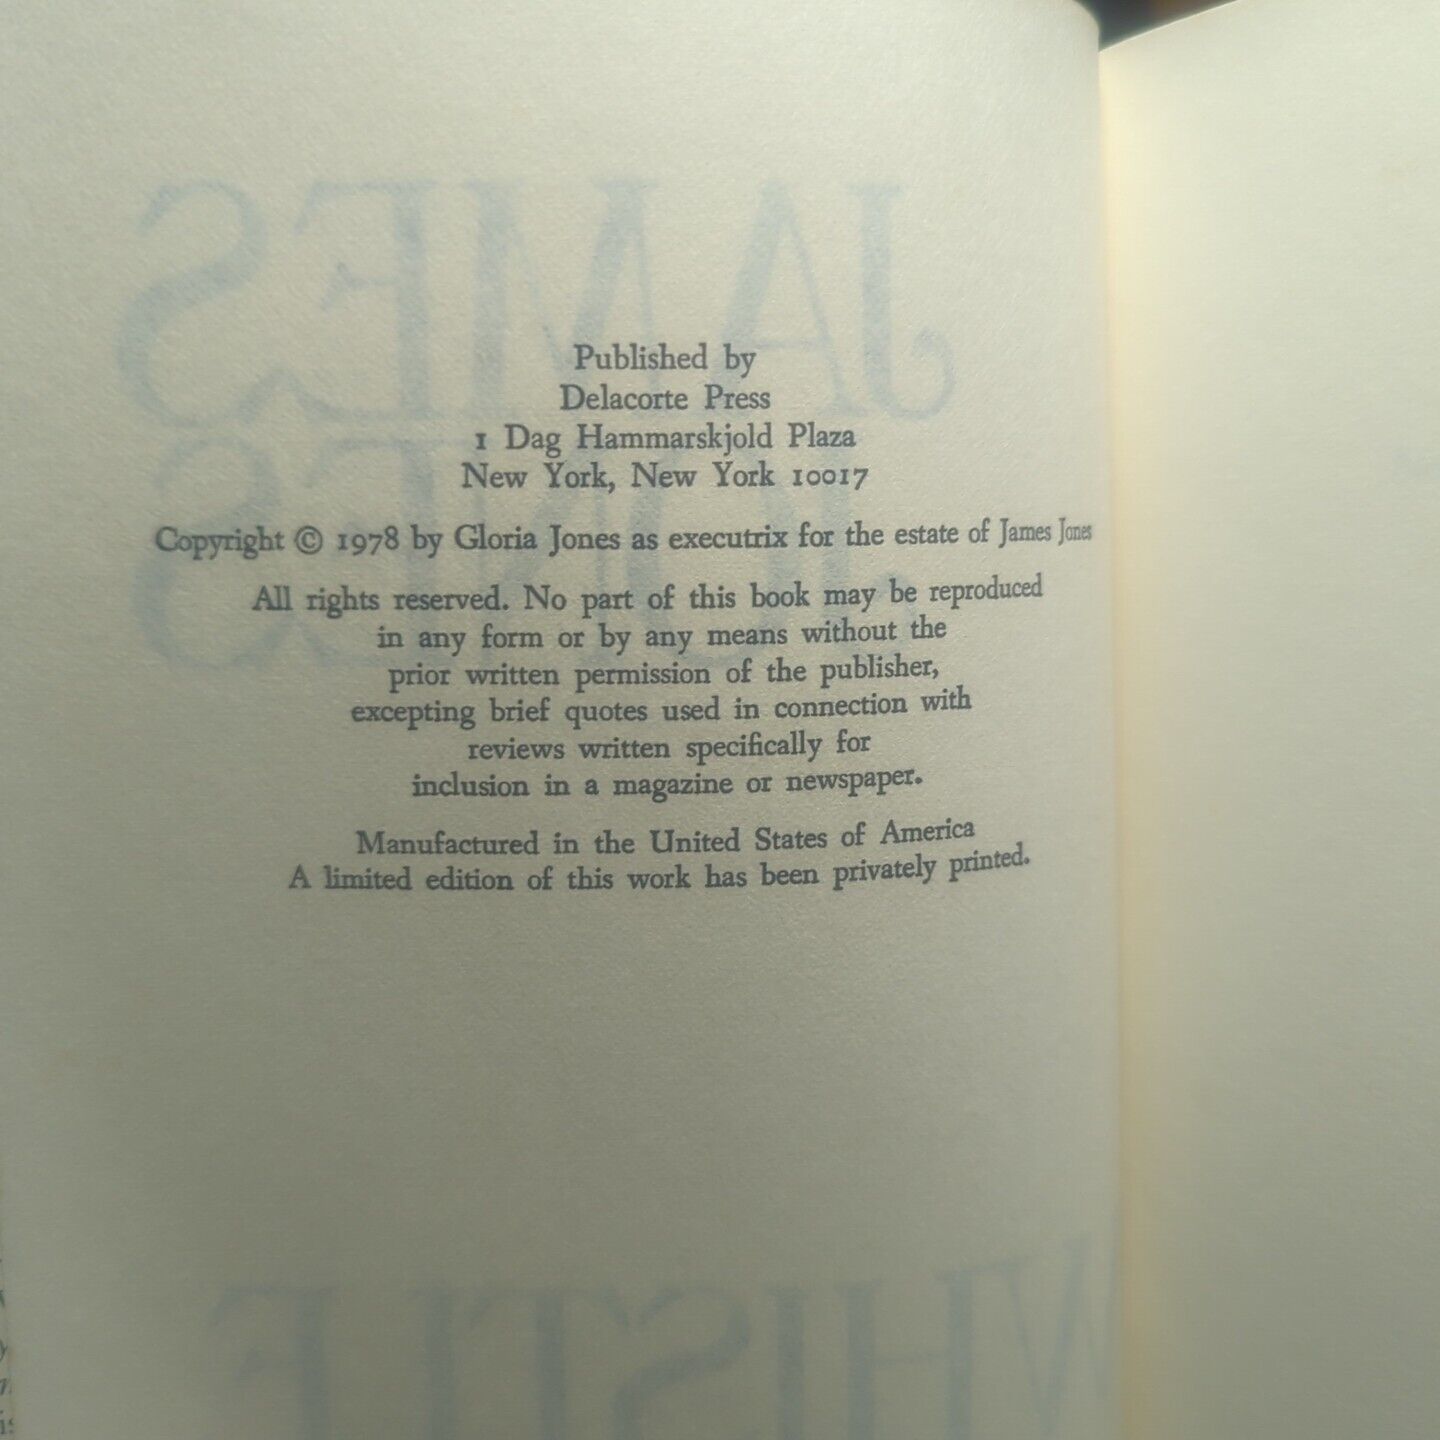 Published by
Delacorte Press
1 Dag Hammarskjold Plaza
New York, New York 10017
Copyright © 1978 by Gloria Jones as executrix for the estate of James Jones
All rights reserved. No part of this book may be reproduced
in any form or by any means without the
prior written permission of the publisher,
excepting brief quotes used in connection with
reviews written specifically for
inclusion in a magazine or newspaper.
Manufactured in the United States of America
A limited edition of this work has been privately printed.
JAMES
JONES
WHISTLE